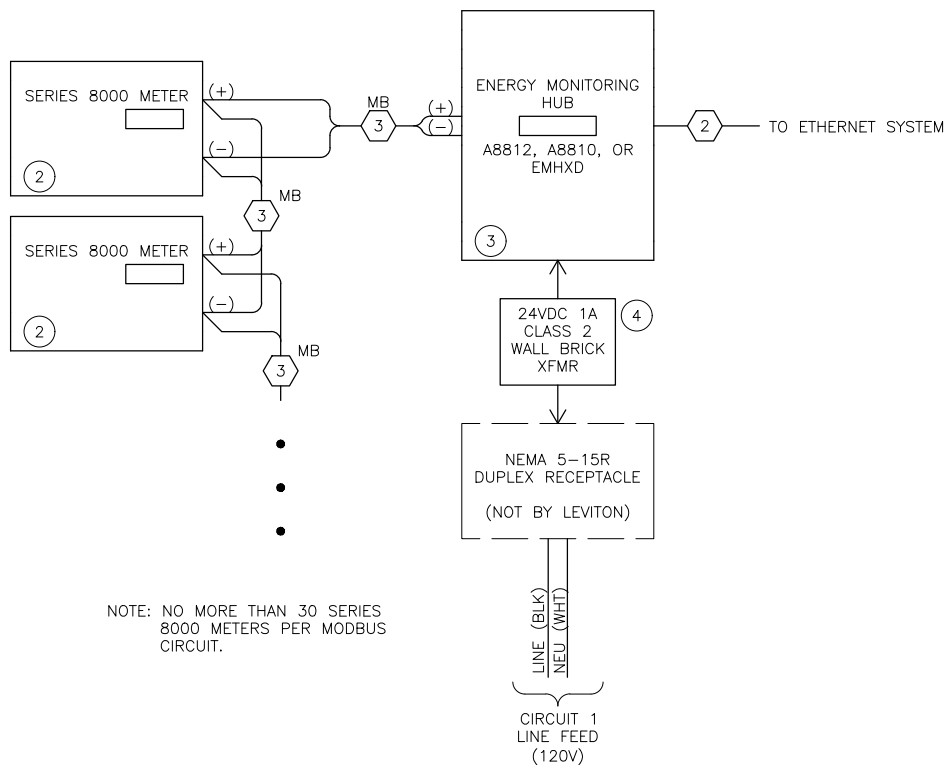 SERIES 8000 METER
(+)
(-)
2
MB
3
MB
3
SERIES 8000 METER
(+)
(-)
2
MB
3
(+)
(-)
ENERGY MONITORING
HUB
A8812, A8810, OR
EMHXD
3
2
TO ETHERNET SYSTEM
24VDC 1A
CLASS 2
WALL BRICK
XFMR
4
NEMA 5-15R
DUPLEX RECEPTACLE
(NOT BY LEVITON)
LINE (BLK)
NEU (WHT)
CIRCUIT 1
LINE FEED
(120V)
NOTE: NO MORE THAN 30 SERIES
8000 METERS PER MODBUS
CIRCUIT.